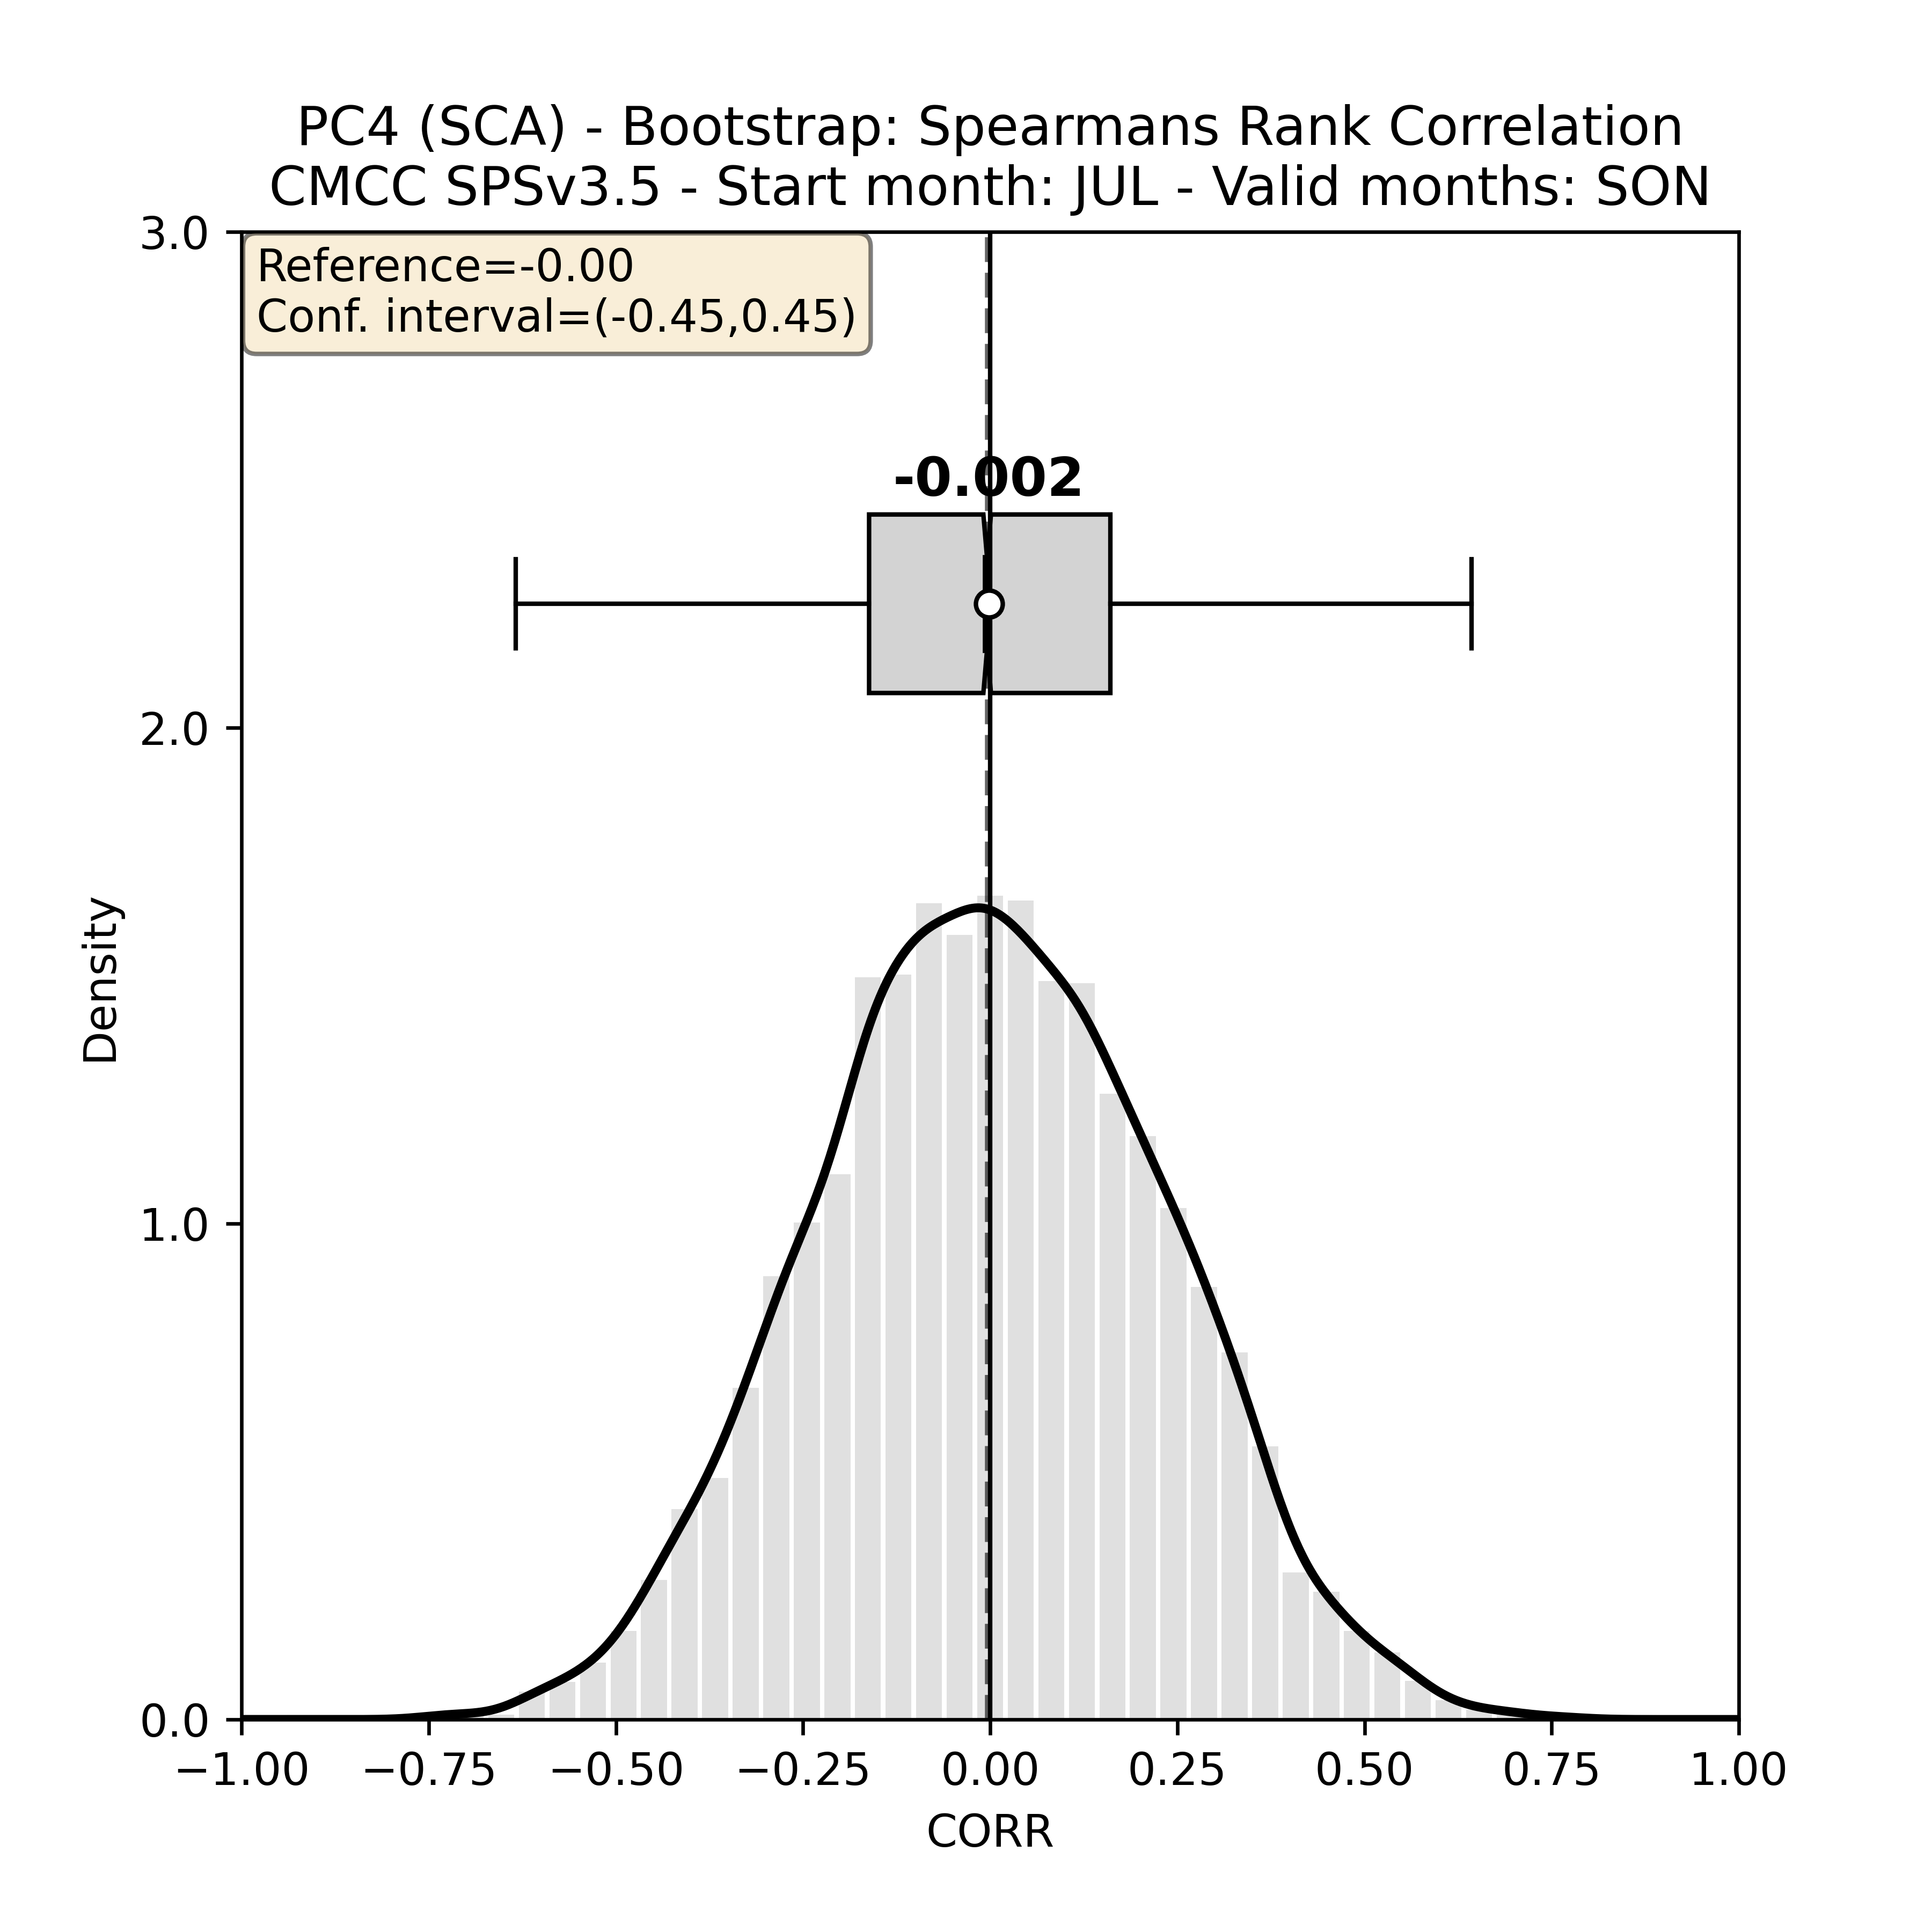 PC4 (SCA) - Bootstrap: Spearmans Rank Correlation
CMCC SPSv3.5 - Start month: JUL - Valid months: SON
3.0
Reference=-0.00
Conf. interval=(-0.45,0.45)
-0.002
2.0
Density
1.0
0.0
−1.00 −0.75 −0.50 −0.25 0.00 0.25 0.50 0.75 1.00
CORR